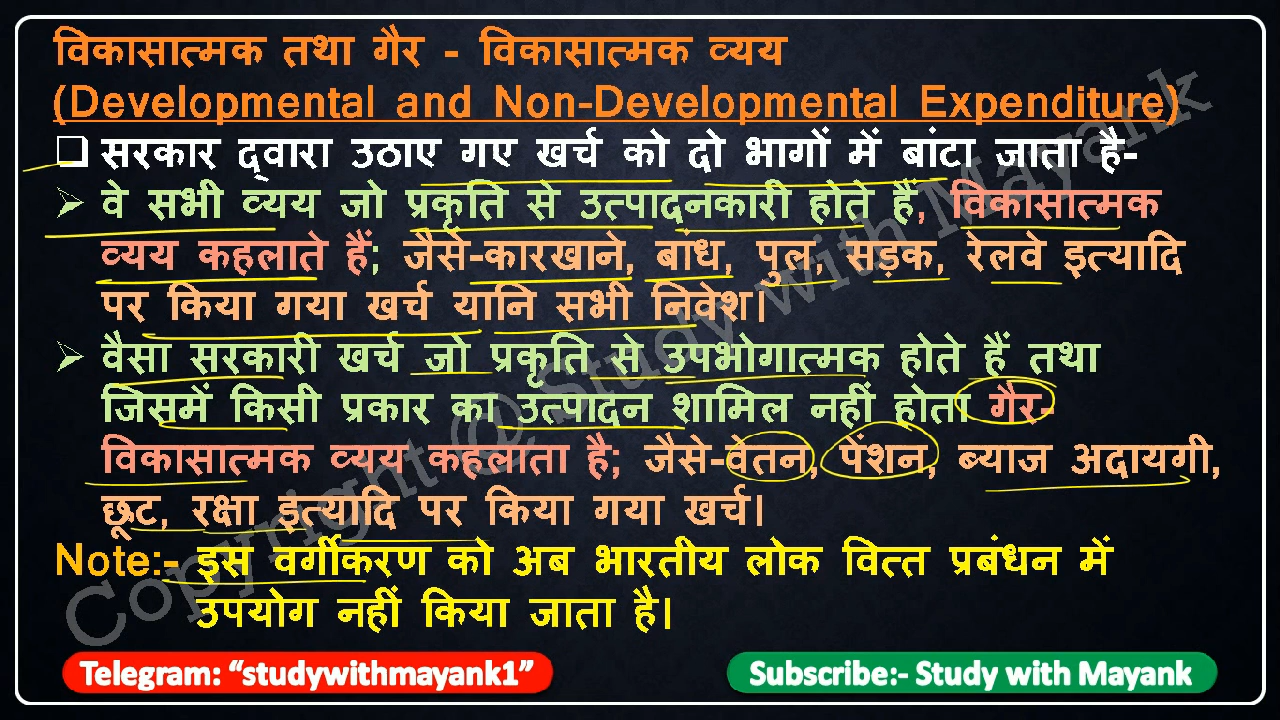 विकासात्मक तथा गैर - विकासात्मक व्यय
(Developmental and Non-Developmental Expenditure)
❑ सरकार द्वारा उठाए गए खर्च को दो भागों में बांटा जाता है-
➢ वे सभी व्यय जो प्रकृति से उत्पादनकारी होते हैं, विकासात्मक
व्यय कहलाते हैं; जैसे-कारखाने, बांध, पुल, सड़क, रेलवे इत्यादि
पर किया गया खर्च यानि सभी निवेश।
➢ वैसा सरकारी खर्च जो प्रकृति से उपभोगात्मक होते हैं तथा
जिसमें किसी प्रकार का उत्पादन शामिल नहीं होता गैर-
विकासात्मक व्यय कहलाता है; जैसे-वेतन, पेंशन, ब्याज अदायगी,
छूट, रक्षा इत्यादि पर किया गया खर्च।
Note:- इस वर्गीकरण को अब भारतीय लोक वित्त प्रबंधन में
उपयोग नहीं किया जाता है।
Copyright @ Study with Mayank
Telegram: “studywithmayank1”
Subscribe:- Study with Mayank